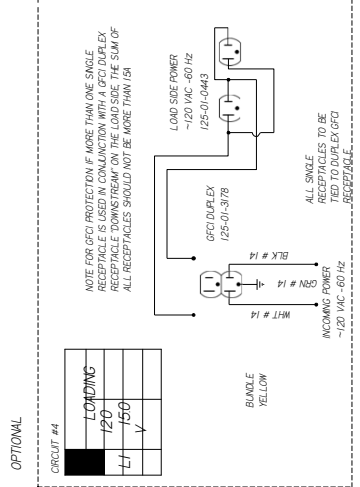 OPTIONAL
CIRCUIT #4
LOADING
120
L1 15.0
V
NOTE FOR GFCI PROTECTION IF MORE THAN ONE SINGLE
RECEPTACLE IS USED IN CONJUNCTION WITH A GFCI DUPLEX
RECEPTACLE "DOWNSTREAM" ON THE LOAD SIDE, THE SUM OF
ALL RECEPTACLES SHOULD NOT BE MORE THAN 15A
LOAD SIDE POWER
~120 VAC -60 Hz
125-01-0443
GFCI DUPLEX
125-01-3178
BUNDLE
YELLOW
WHT # 14
GRN # 14
BLK # 14
INCOMING POWER
~120 VAC -60 Hz
ALL SINGLE
RECEPTACLES TO BE
TIED TO DUPLEX GFCI
RECEPTACLE